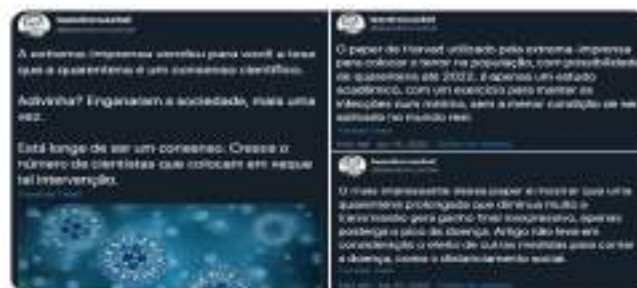 A extrema-imprensa vendeu para você a tese
que a quarentena é um consenso científico.
Adivinha? Enganaram a sociedade, mais uma
vez.
Está longe de ser um consenso. Cresce o
número de cientistas que colocam em xeque
tal intervenção.
O paper de Harvard utilizado pela extrema-imprensa
para colocar o terror na população, com possibilidade
de quarentena até 2022, é apenas um estudo
acadêmico, com um exercício para manter as
infecções num mínimo, sem a menor condição de ser
aplicado no mundo real.
O mais interessante desse paper é mostrar que uma
quarentena prolongada que diminua muito a
transmissão gera ganho final inexpressivo, apenas
posterga o pico da doença. Artigo não leva em
consideração o efeito de outras medidas para conter
a doença, como o distanciamento social.